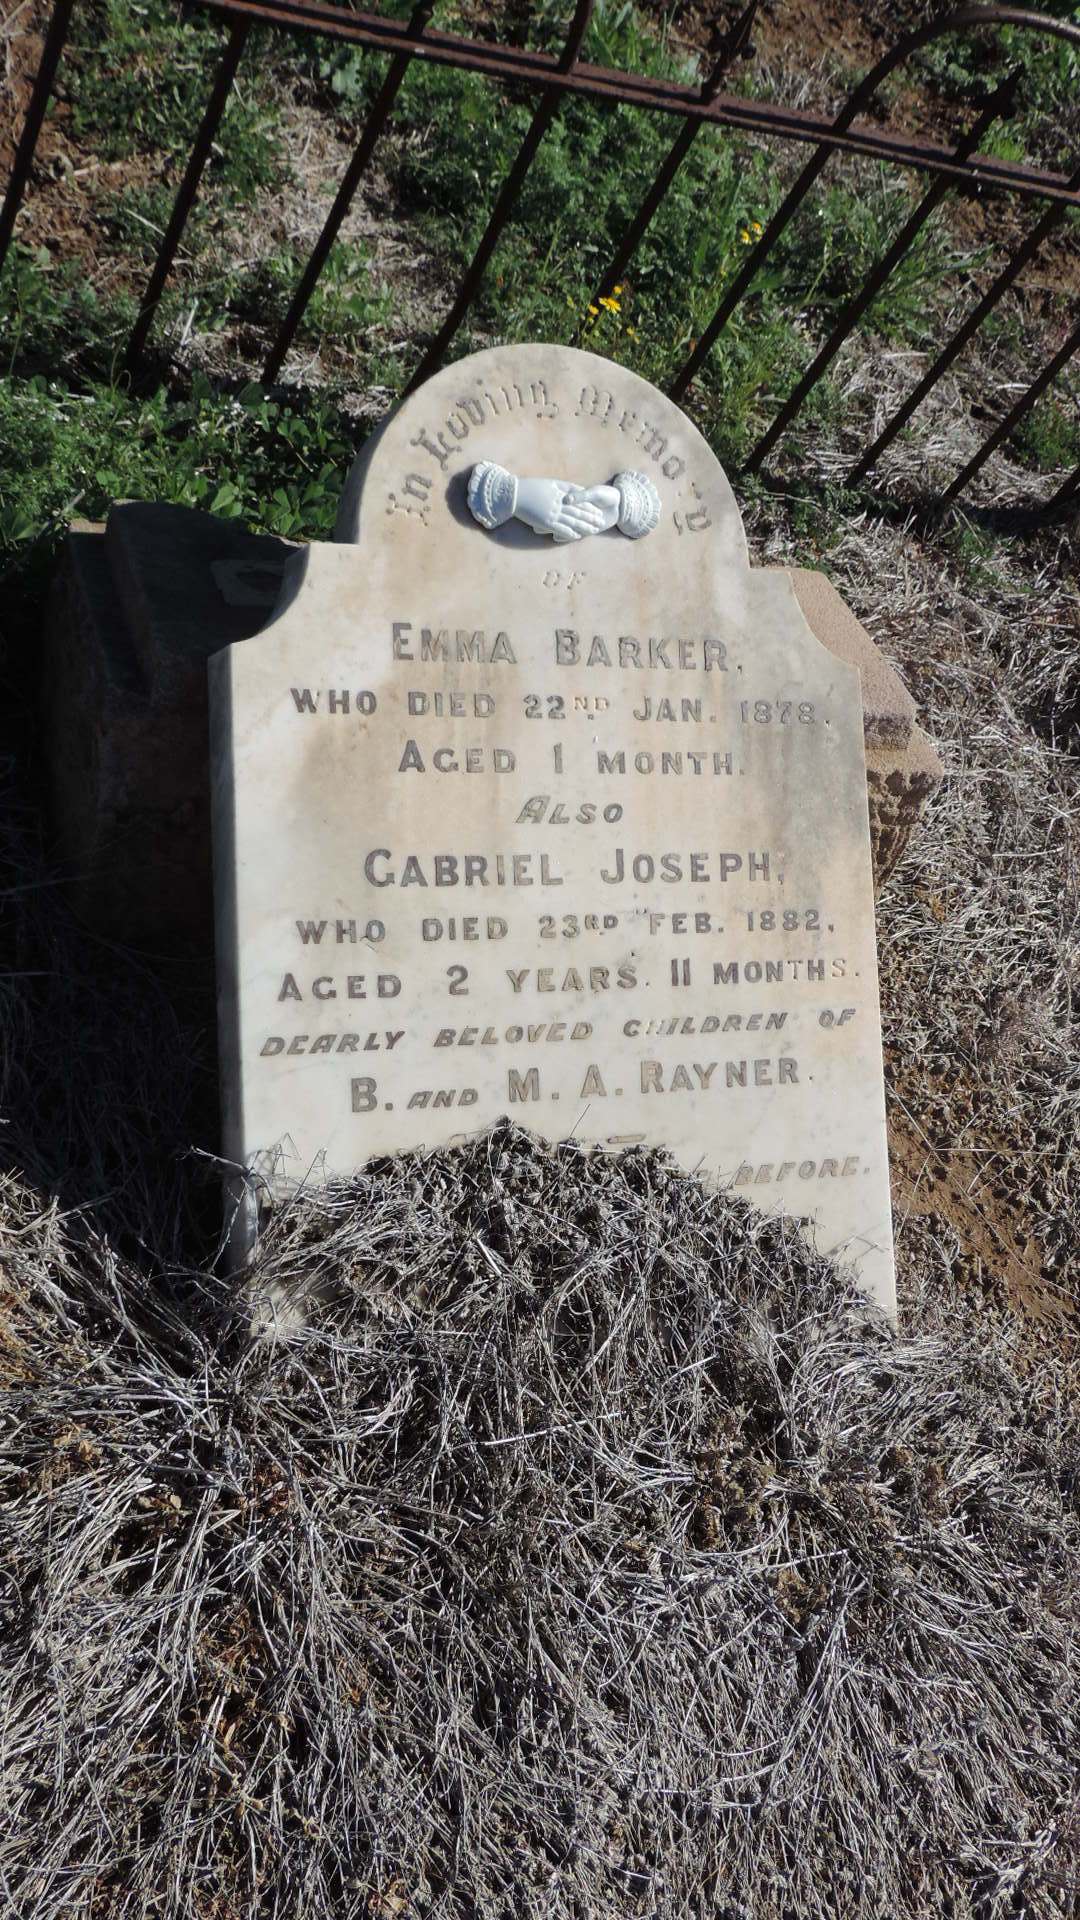 In Loving Memory
OF
EMMA BARKER,
WHO DIED 22ND JAN. 1878,
AGED 1 MONTH.
ALSO
GABRIEL JOSEPH,
WHO DIED 23RD FEB. 1882,
AGED 2 YEARS. 11 MONTHS.
DEARLY BELOVED CHILDREN OF
B. AND M. A. RAYNER.
BEFORE.